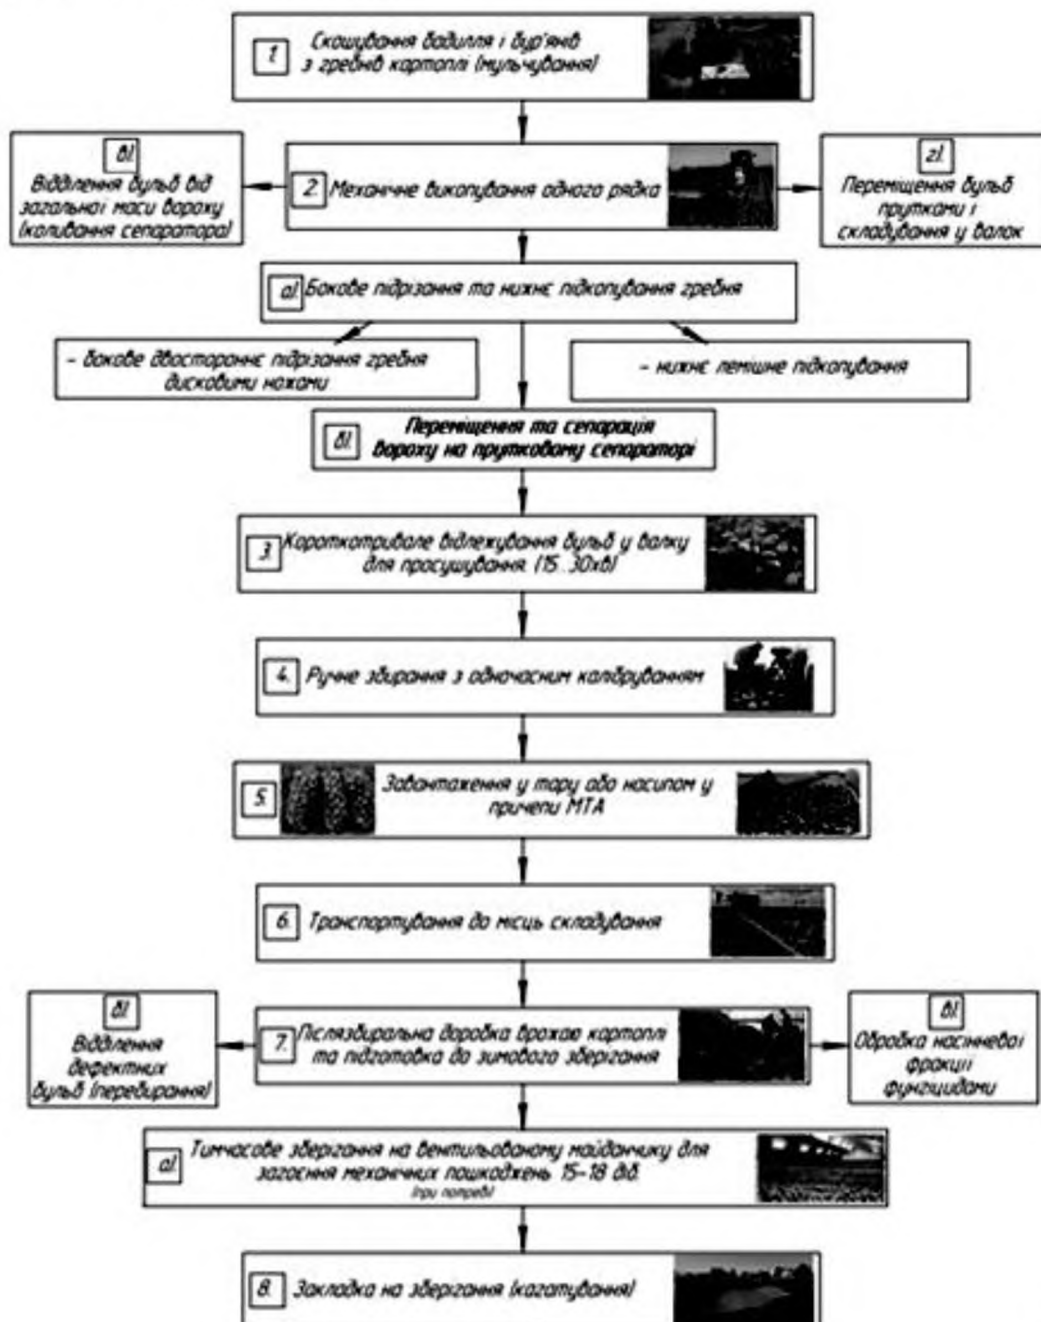 1.
Скошування бадилля і бур'янів
з гребнів картоплі (мульчування)
в).
Відділення бульб від
загальної маси вороху
(коливання сепаратора)
2.
Механічне викопування одного рядка
г).
Переміщення бульб
прутками і
складування у валок
а).
Бокове підрізання та нижнє підкопування гребня
- бокове двостороннє підрізання гребня
дисковими ножами
- нижнє лемішне підкопування
б).
Переміщення та сепарація
вороху на прутковому сепараторі
3.
Короткотривале відлежування бульб у валку
для просушування. (15...30хв)
4.
Ручне збирання з одночасним калібруванням
5.
Завантаження у тару або насипом у
причепи МТА
6.
Транспортування до місць складування
б).
Відділення
дефектних
бульб (перебирання)
7.
Післязбиральна доробка врожаю картоплі
та підготовка до зимового зберігання
в).
Обробка насіннєвої
фракції
фунгіцидами
а).
Тимчасове зберігання на вентильованому майданчику для
загоєння механічних пошкоджень 15-18 діб.
(при потребі)
8.
Закладка на зберігання (кагатування)